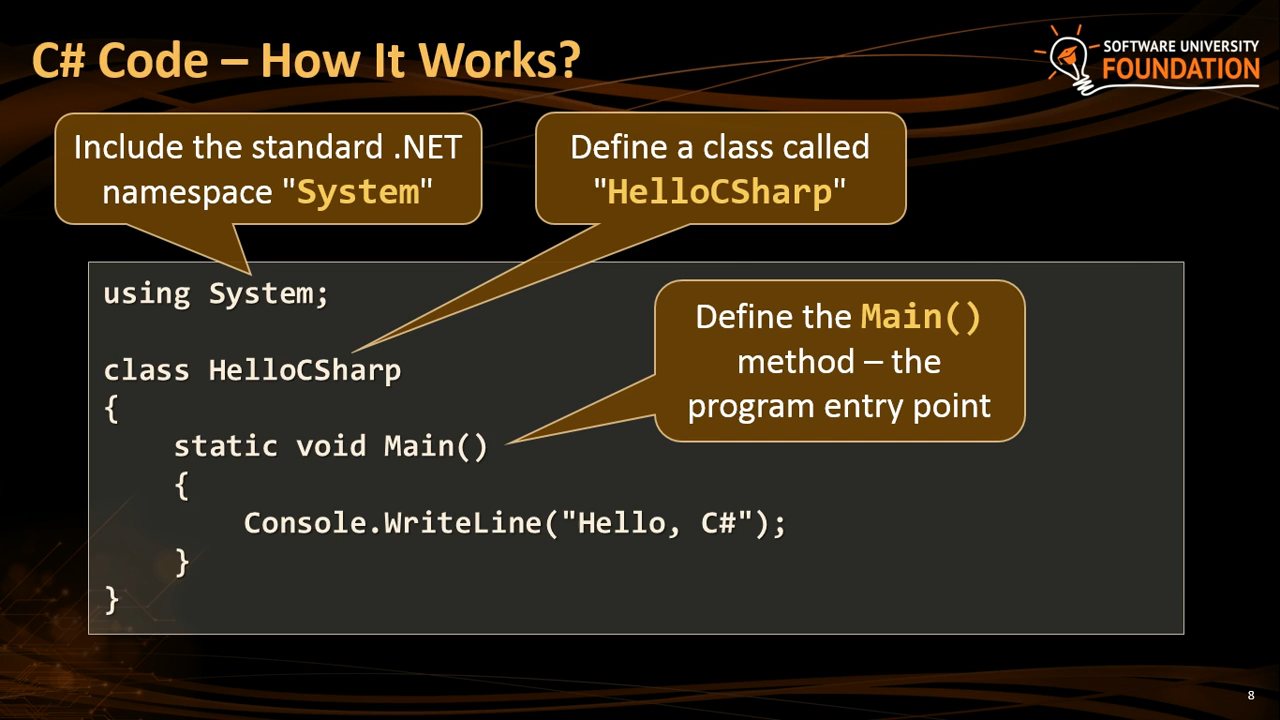 C# Code – How It Works?
SOFTWARE UNIVERSITY
FOUNDATION
Include the standard .NET
namespace "System"
Define a class called
"HelloCSharp"
using System;
class HelloCSharp
{
    static void Main()
    {
        Console.WriteLine("Hello, C#");
    }
}
Define the Main()
method – the
program entry point
8